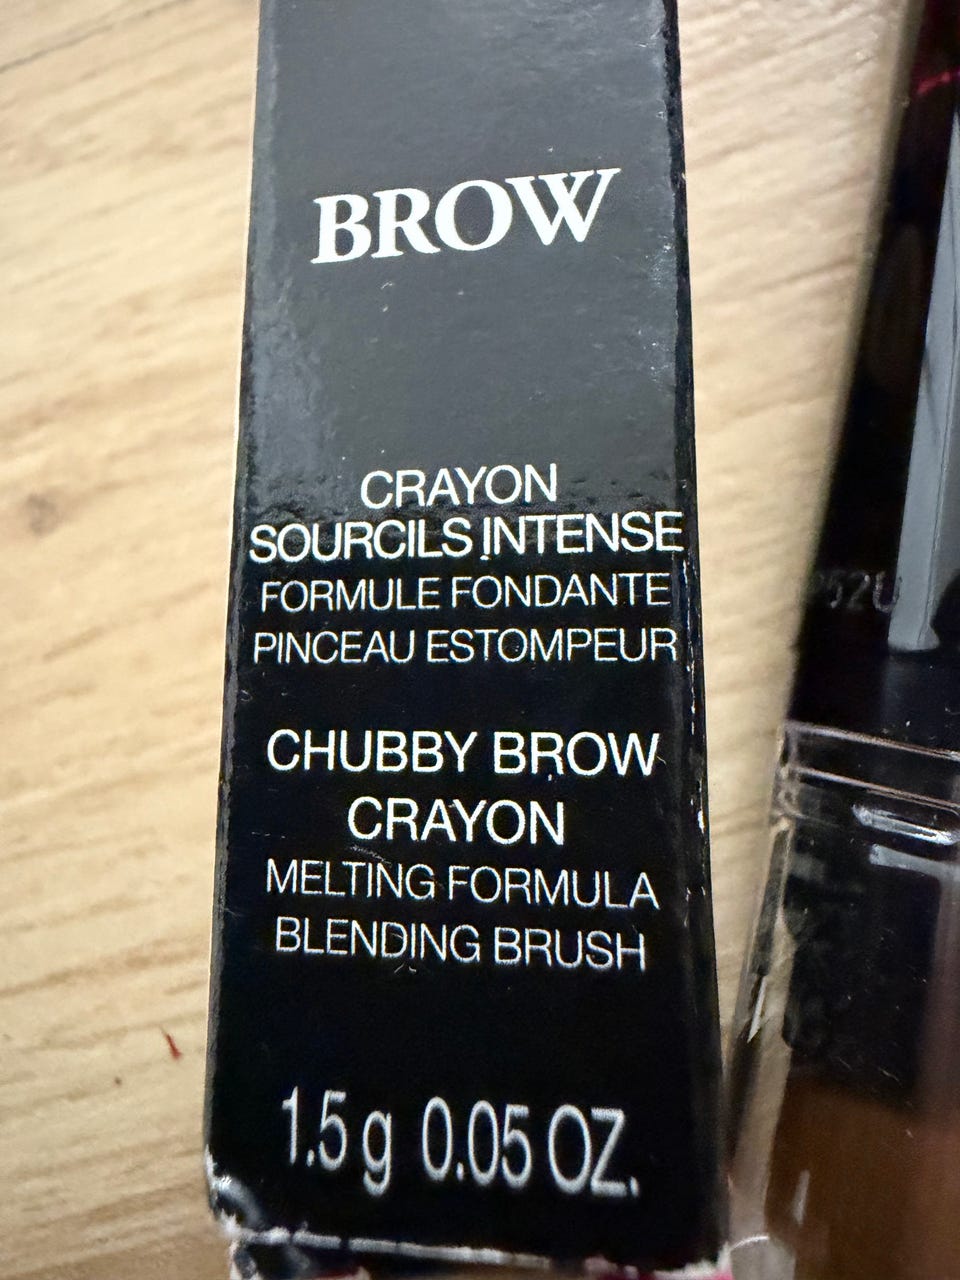 BROW
CRAYON
SOURCILS INTENSE
FORMULE FONDANTE
PINCEAU ESTOMPEUR
CHUBBY BROW
CRAYON
MELTING FORMULA
BLENDING BRUSH
1.5 g 0.05 OZ.